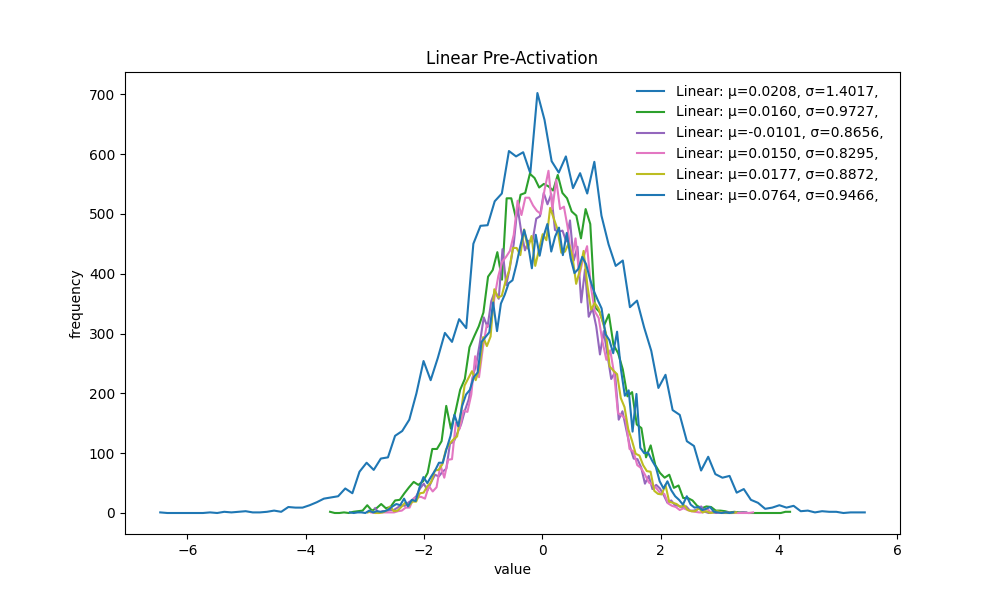 Linear Pre-Activation
700
600
500
400
300
200
100
0
frequency
Linear: μ=0.0208, σ=1.4017,
Linear: μ=0.0160, σ=0.9727,
Linear: μ=-0.0101, σ=0.8656,
Linear: μ=0.0150, σ=0.8295,
Linear: μ=0.0177, σ=0.8872,
Linear: μ=0.0764, σ=0.9466,
−6 −4 −2 0 2 4 6
value